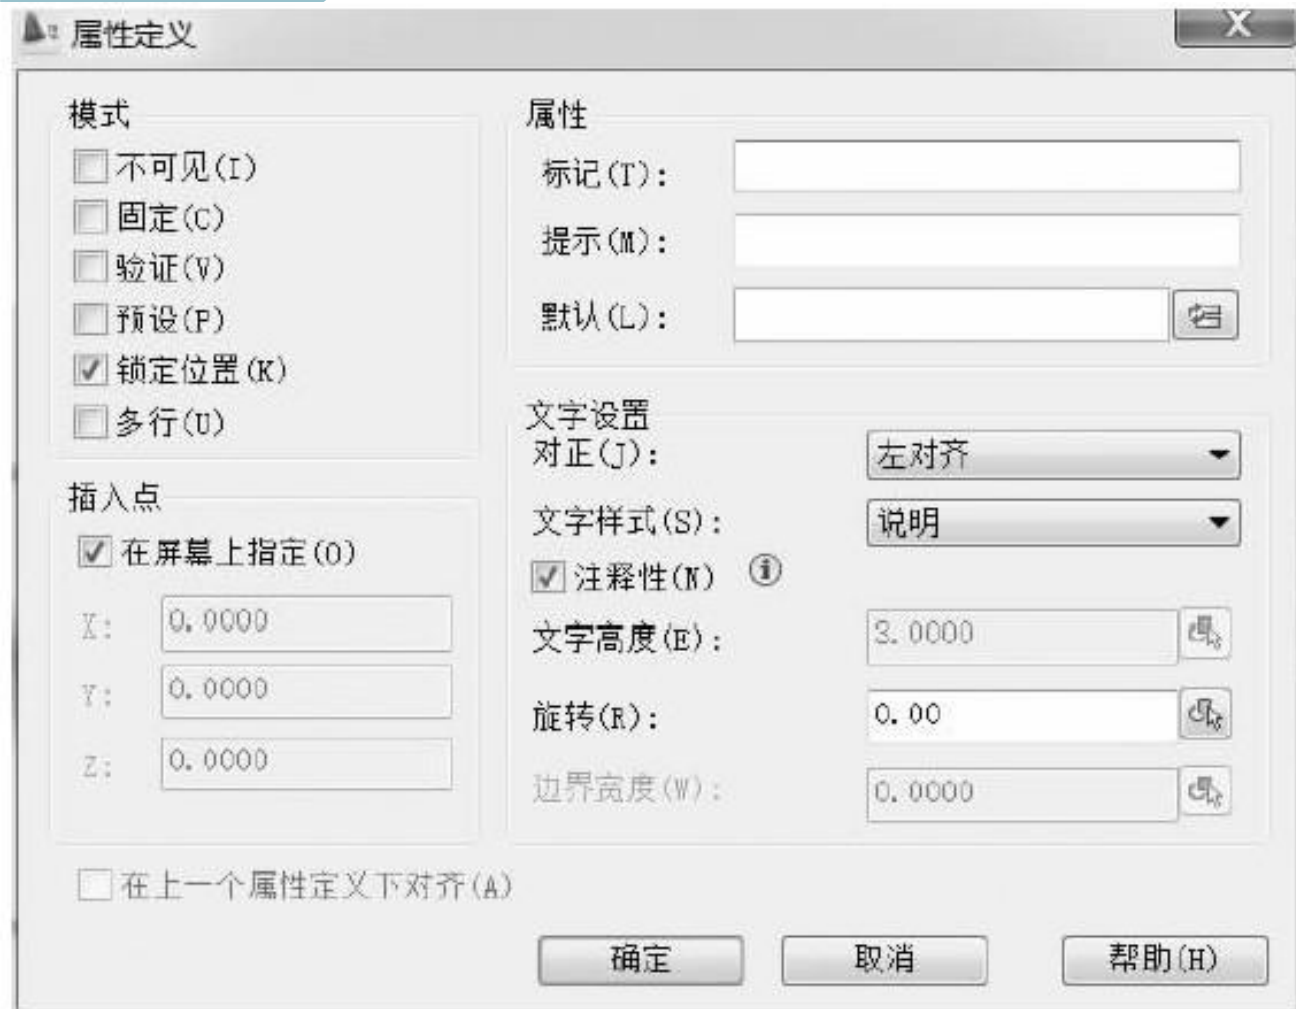 属性定义
模式
不可见(I)
固定(C)
验证(V)
预设(P)
锁定位置(K)
多行(U)
插入点
在屏幕上指定(O)
X: 0.0000
Y: 0.0000
Z: 0.0000
属性
标记(T):
提示(M):
默认(L):
文字设置
对正(J): 左对齐
文字样式(S): 说明
注释性(N)
文字高度(E): 3.0000
旋转(R): 0.00
边界宽度(W): 0.0000
在上一个属性定义下对齐(A)
确定 取消 帮助(H)